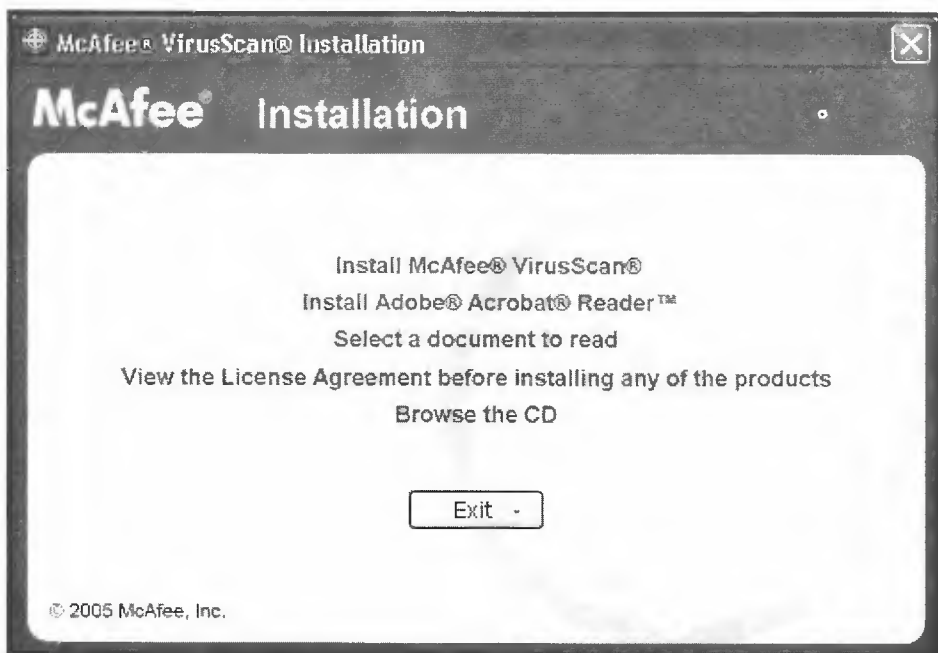 McAfee® VirusScan® Installation
McAfee® Installation
Install McAfee® VirusScan®
Install Adobe® Acrobat® Reader™
Select a document to read
View the License Agreement before installing any of the products
Browse the CD
Exit
© 2005 McAfee, Inc.